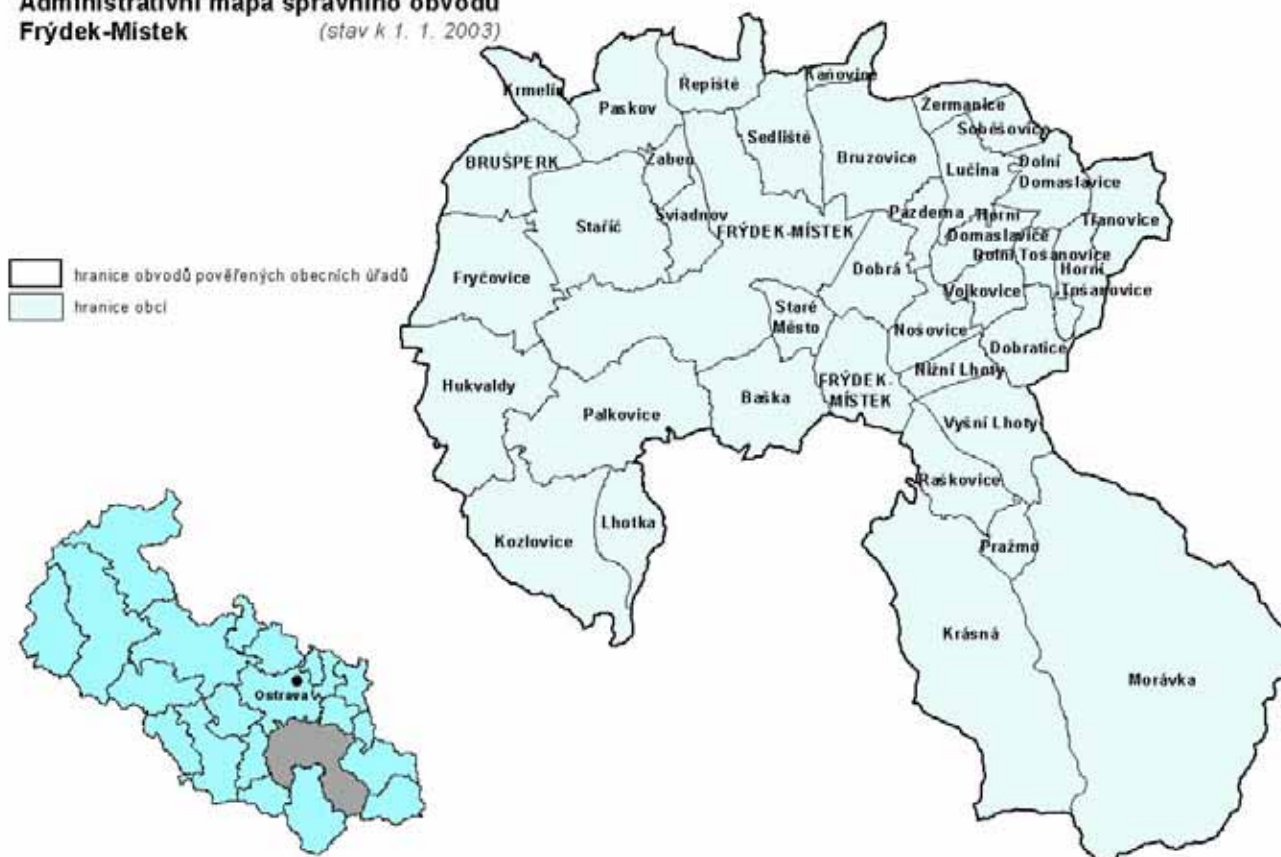 Administrativní mapa správního obvodu
Frýdek-Místek (stav k 1. 1. 2003)
Krmelín
Paskov
Řepiště
Kaňovice
Žermanice
Soběšovice
BRUŠPERK
Žabeň
Sedliště
Bruzovice
Lučina
Dolní
Domaslavice
Staříč
Sviadnov
FRÝDEK-MÍSTEK
Pazderna
Horní
Domaslavice
Třanovice
Dolní Tošanovice
Horní
Tošanovice
Fryčovice
Dobrá
Vojkovice
hranice obvodů pověřených obecních úřadů
hranice obcí
Staré
Město
Nošovice
Dobratice
Hukvaldy
Palkovice
Baška
FRÝDEK-
MÍSTEK
Nižní Lhoty
Vyšní Lhoty
Raškovice
Kozlovice
Lhotka
Pražmo
Krásná
Morávka
Ostrava